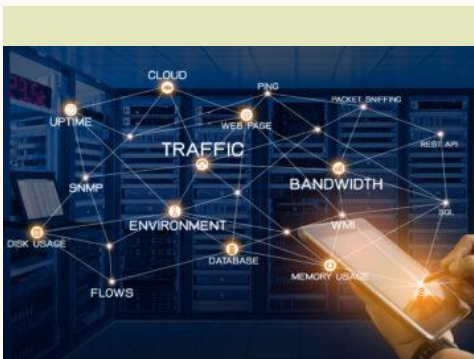 CLOUD
PING
PACKET SNIFFING
UPTIME
WEB PAGE
REST API
TRAFFIC
SNMP
BANDWIDTH
SQL
ENVIRONMENT
WMI
DISK USAGE
DATABASE
MEMORY USAGE
FLOWS